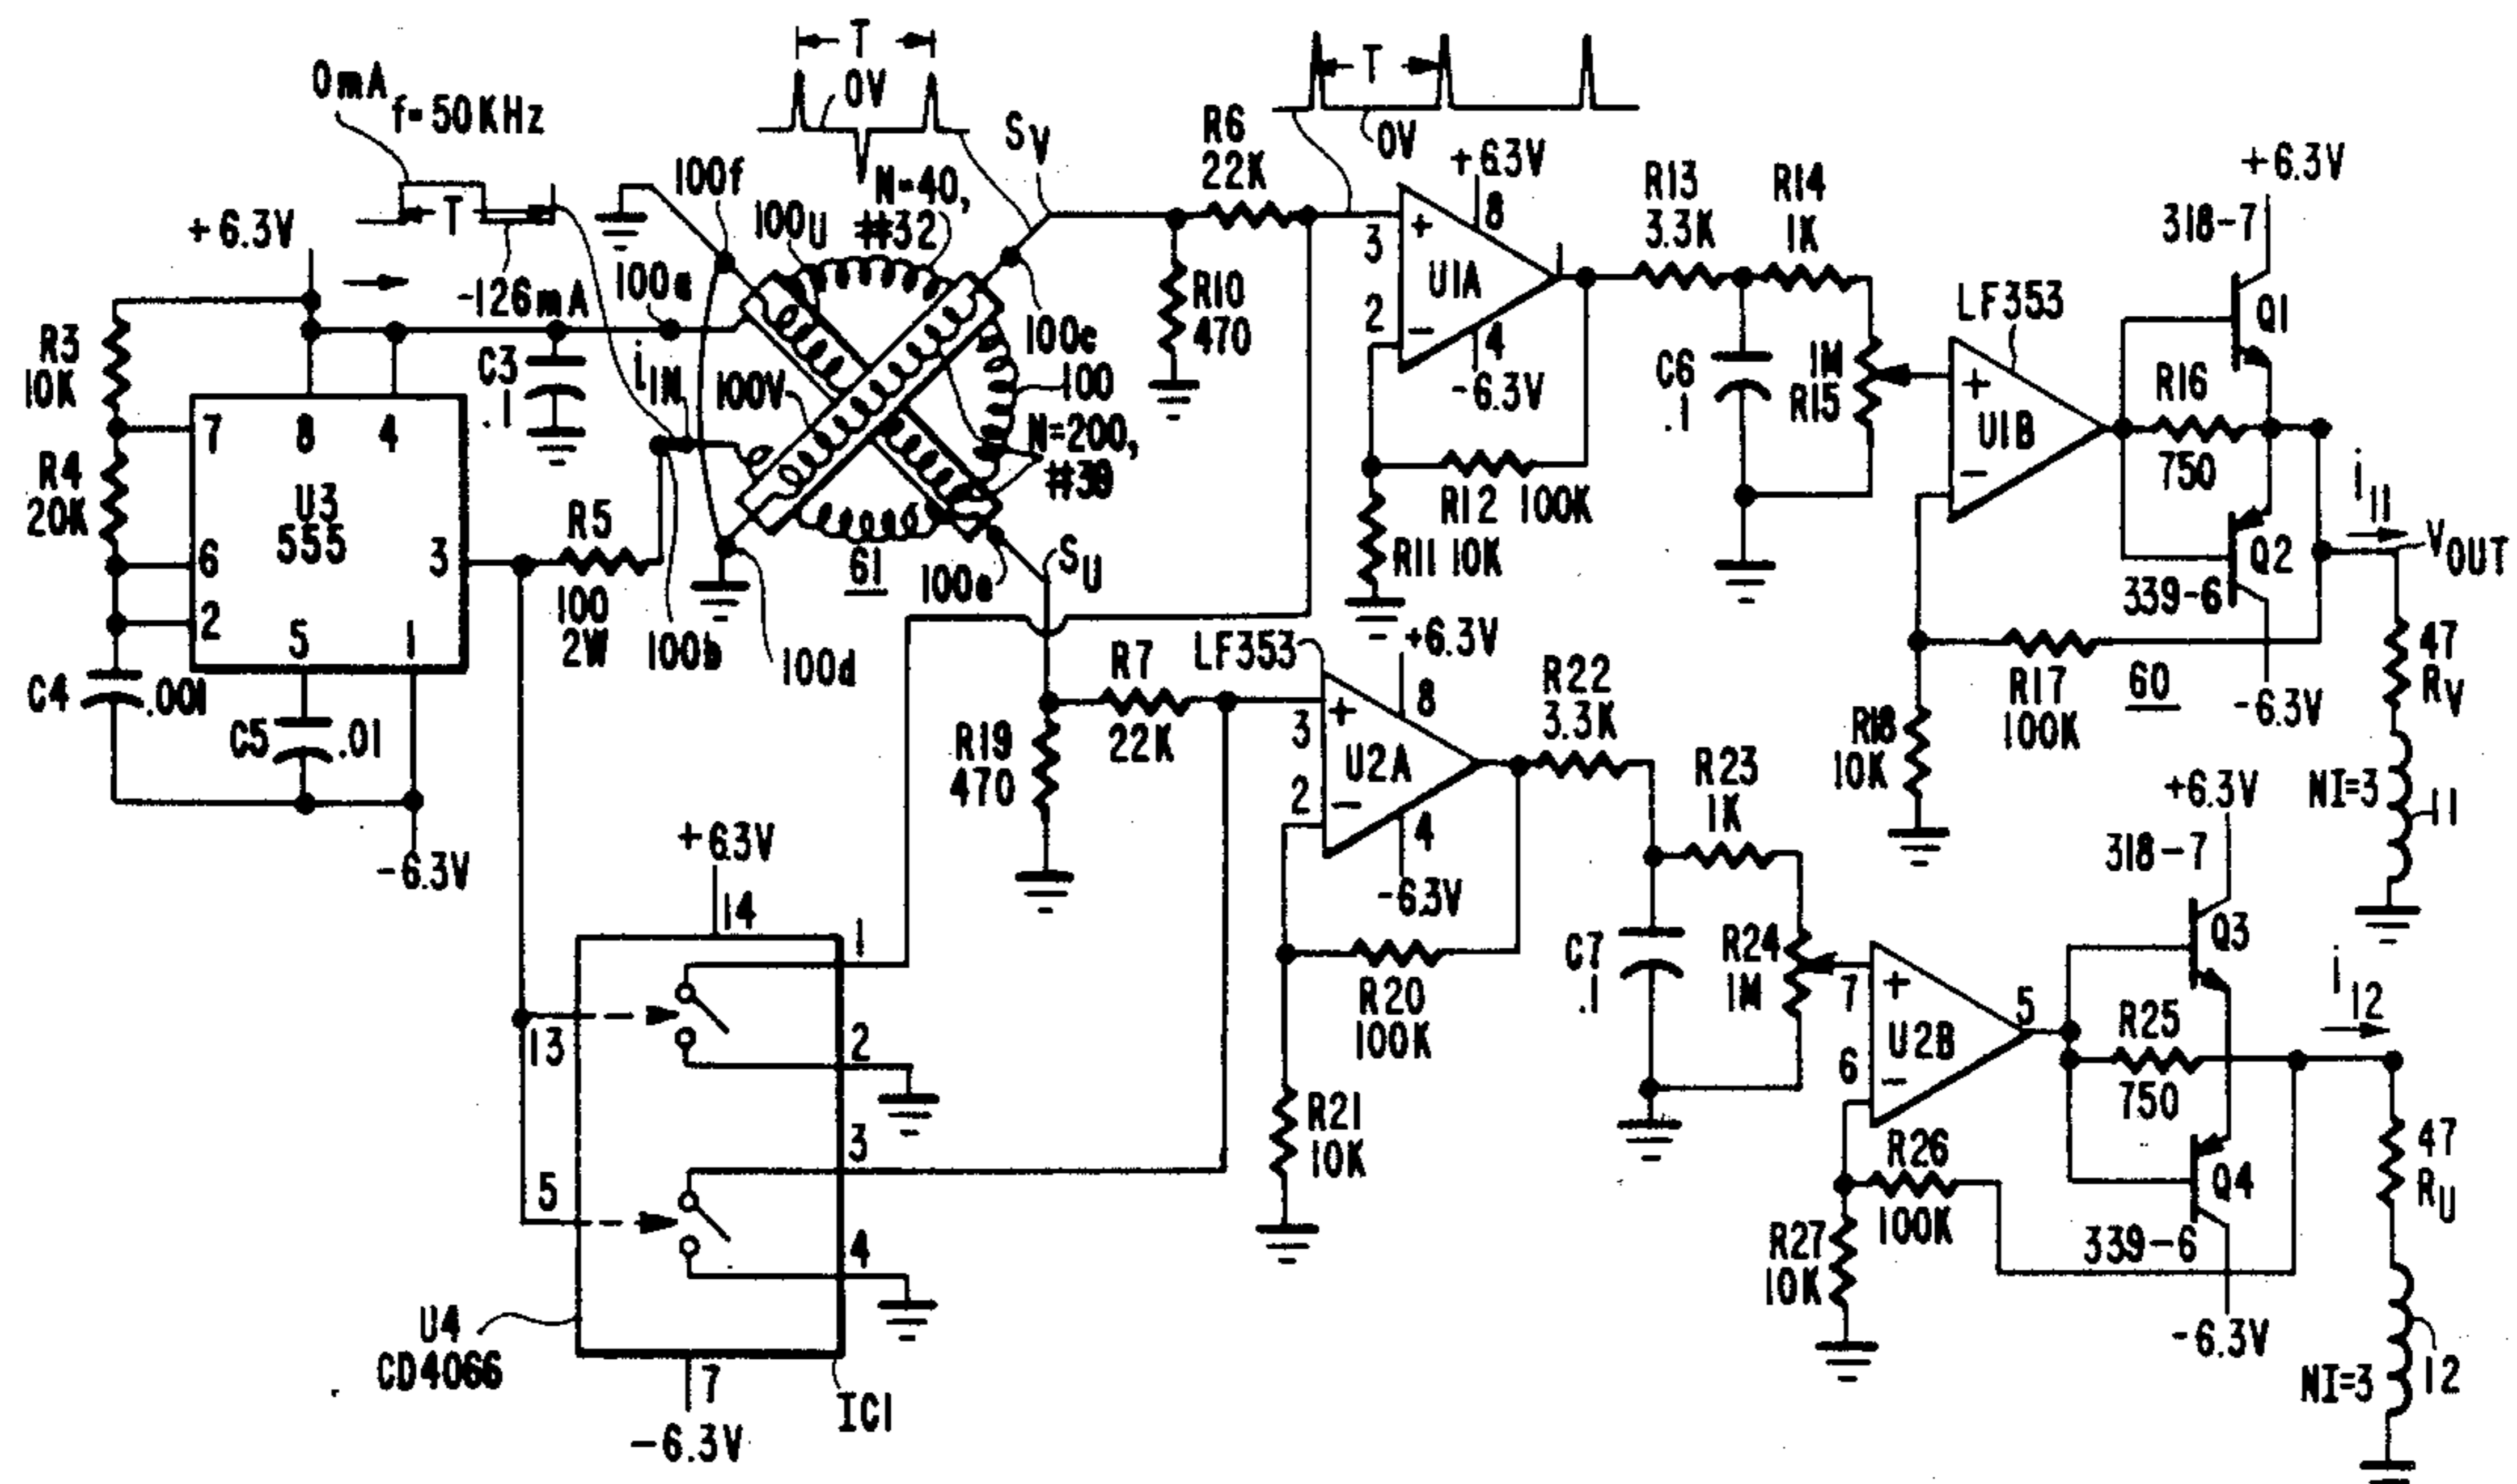 0mA
f=50KHz
T
+6.3V
-126mA
R3
10K
R4
20K
7
8
4
6
2
5
1
3
U3
555
C3
.1
C4
.001
C5
.01
-6.3V
R5
100
2W
i IN
T
0V
100f
100U
N=40,
##32
100a
100V
SV
100c
100
N=200,
##39
61
100e
SU
100b
100d
R6
22K
T
0V
R10
470
+6.3V
8
3
+
2
-
U1A
1
4
-6.3V
R12 100K
R11 10K
R13
3.3K
R14
1K
C6
.1
1M
R15
LF353
+
U1B
-
+6.3V
318-7
Q1
R16
750
Q2
339-6
-6.3V
i 11
VOUT
47
RV
NI=3
11
R17
100K
60
R18
10K
R19
470
R7
22K
LF353
+6.3V
8
3
+
2
-
U2A
4
-6.3V
R20
100K
R21
10K
R22
3.3K
R23
1K
C7
.1
R24
1M
7
+
6
-
U2B
5
+6.3V
318-7
Q3
R25
750
Q4
339-6
-6.3V
R26
100K
R27
10K
i 12
47
RU
NI=3
12
+6.3V
14
1
13
2
3
5
4
U4
CD4066
7
-6.3V
IC1